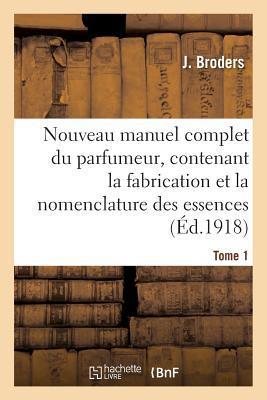 J. Broders
Nouveau manuel complet du parfumeur, contenant
la fabrication et la nomenclature des essences
(Éd.1918)
Tome 1
hachette
LIVRE
BnF